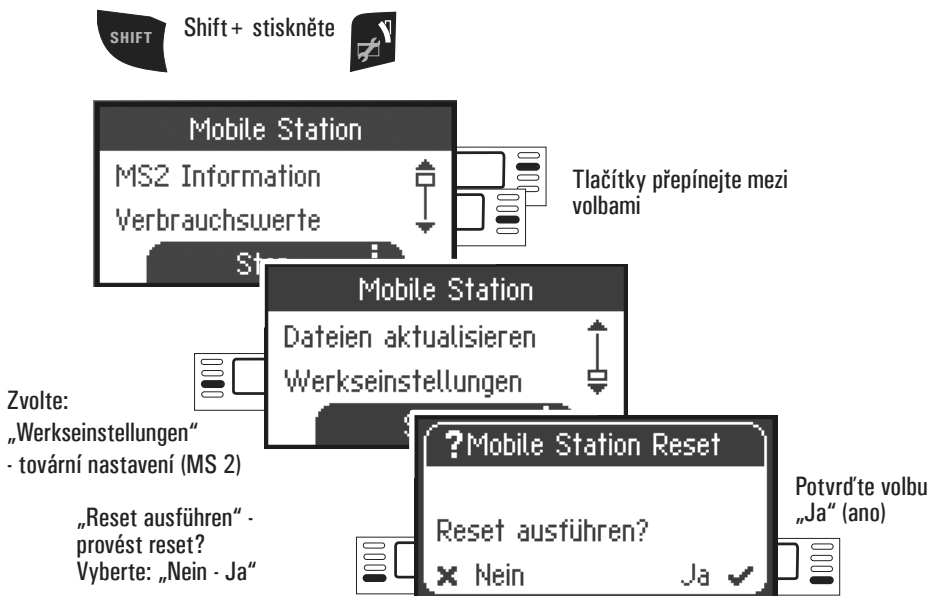 SHIFT
Shift+ stiskněte
Mobile Station
MS2 Information
Verbrauchswerte
Tlačítky přepínejte mezi
volbami
Mobile Station
Dateien aktualisieren
Werkseinstellungen
Zvolte:
„Werkseinstellungen“
- tovární nastavení (MS 2)
?Mobile Station Reset
Reset ausführen?
✖ Nein Ja ✔
„Reset ausführen“ -
provést reset?
Vyberte: „Nein - Ja“
Potvrďte volbu
„Ja“ (ano)